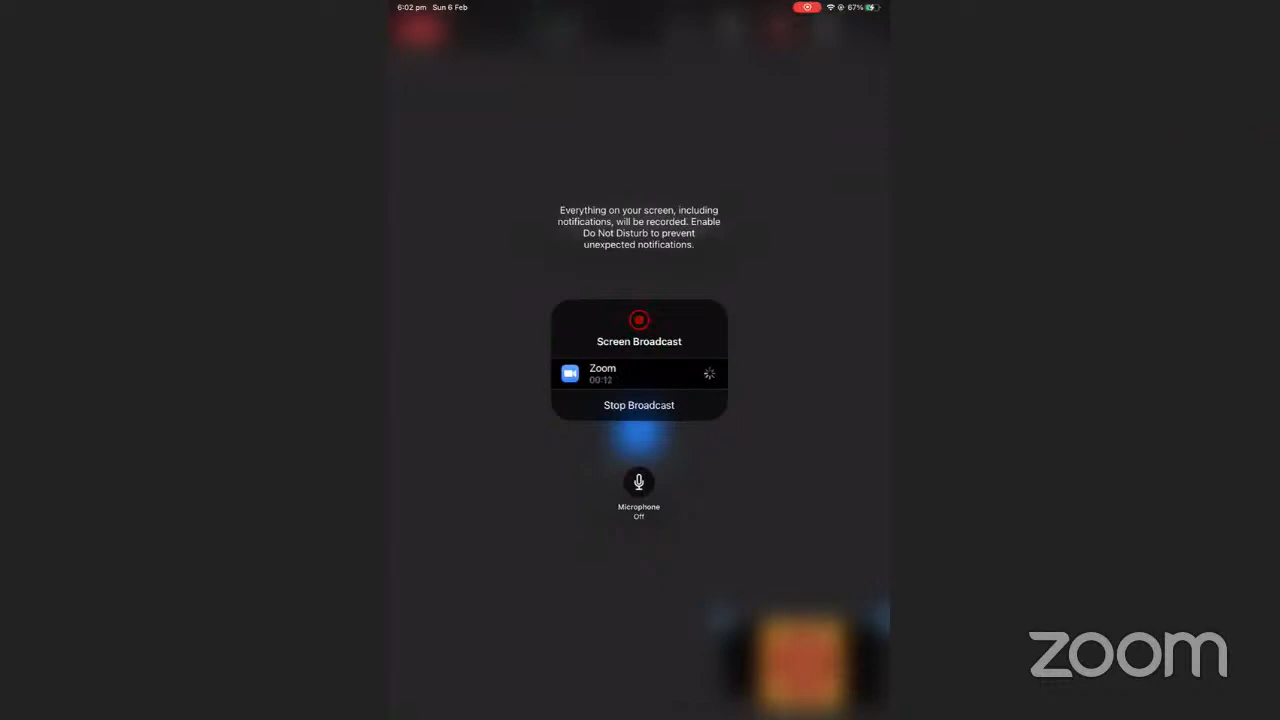 6:02 pm Sun 6 Feb
67%
Everything on your screen, including
notifications, will be recorded. Enable
Do Not Disturb to prevent
unexpected notifications.
Screen Broadcast
Zoom
00:12
Stop Broadcast
Microphone
Off
zoom